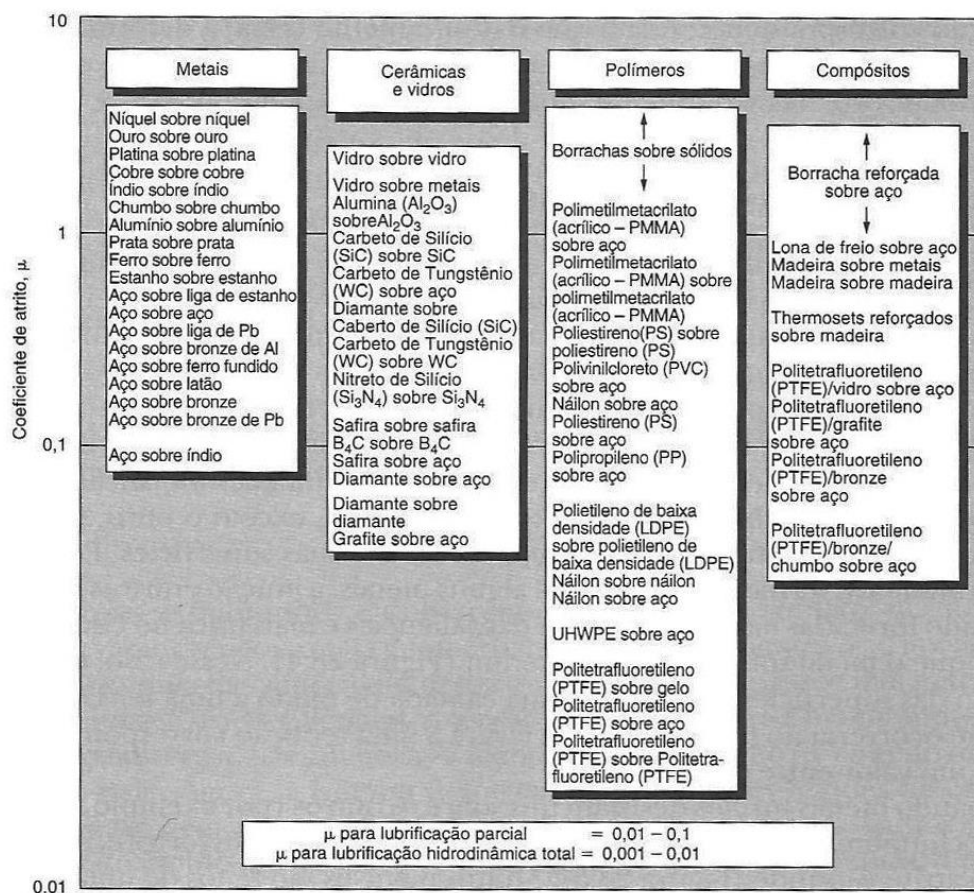 10
Metais
Níquel sobre níquel
Ouro sobre ouro
Platina sobre platina
Cobre sobre cobre
Índio sobre índio
Chumbo sobre chumbo
Alumínio sobre alumínio
Prata sobre prata
Ferro sobre ferro
Estanho sobre estanho
Aço sobre liga de estanho
Aço sobre aço
Aço sobre liga de Pb
Aço sobre bronze de Al
Aço sobre ferro fundido
Aço sobre latão
Aço sobre bronze
Aço sobre bronze de Pb
Aço sobre índio
Cerâmicas
e vidros
Vidro sobre vidro
Vidro sobre metais
Alumina (Al₂O₃)
sobreAl₂O₃
Carbeto de Silício
(SiC) sobre SiC
Carbeto de Tungstênio
(WC) sobre aço
Diamante sobre
Caberto de Silício (SiC)
Carbeto de Tungstênio
(WC) sobre WC
Nitreto de Silício
(Si₃N₄) sobre Si₃N₄
Safira sobre safira
B₄C sobre B₄C
Safira sobre aço
Diamante sobre aço
Diamante sobre
diamante
Grafite sobre aço
Polímeros
Borrachas sobre sólidos
Polimetilmetacrilato
(acrílico – PMMA)
sobre aço
Polimetilmetacrilato
(acrílico – PMMA) sobre
polimetilmetacrilato
(acrílico – PMMA)
Poliestireno(PS) sobre
poliestireno (PS)
Polivinilcloreto (PVC)
sobre aço
Náilon sobre aço
Poliestireno (PS)
sobre aço
Polipropileno (PP)
sobre aço
Polietileno de baixa
densidade (LDPE)
sobre polietileno de
baixa densidade (LDPE)
Náilon sobre náilon
Náilon sobre aço
UHWPE sobre aço
Politetrafluoretileno
(PTFE) sobre gelo
Politetrafluoretileno
(PTFE) sobre aço
Politetrafluoretileno
(PTFE) sobre Politetra-
fluoretileno (PTFE)
Compósitos
Borracha reforçada
sobre aço
Lona de freio sobre aço
Madeira sobre metais
Madeira sobre madeira
Thermosets reforçados
sobre madeira
Politetrafluoretileno
(PTFE)/vidro sobre aço
Politetrafluoretileno
(PTFE)/grafite
sobre aço
Politetrafluoretileno
(PTFE)/bronze
sobre aço
Politetrafluoretileno
(PTFE)/bronze/
chumbo sobre aço
Coeficiente de atrito, μ
1
0,1
0.01
μ para lubrificação parcial = 0,01 – 0,1
μ para lubrificação hidrodinâmica total = 0,001 – 0,01